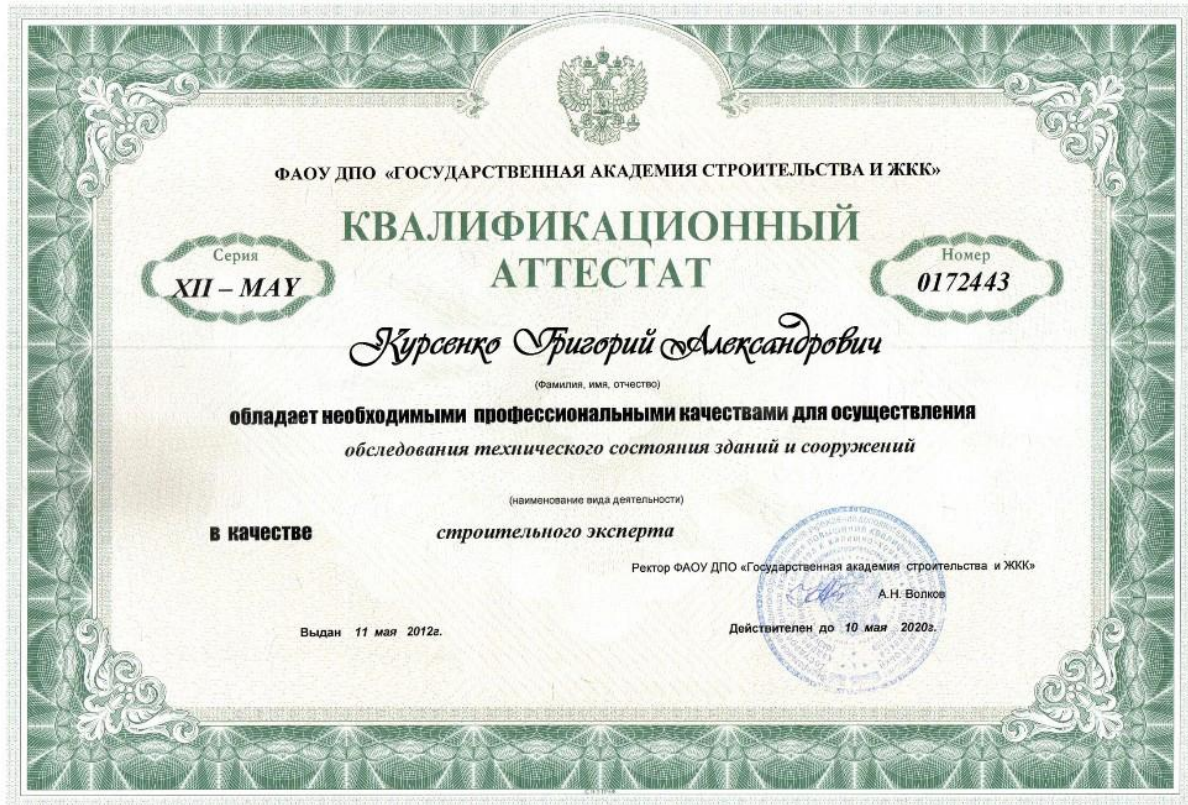 ФАОУ ДПО «ГОСУДАРСТВЕННАЯ АКАДЕМИЯ СТРОИТЕЛЬСТВА И ЖКК»
КВАЛИФИКАЦИОННЫЙ
АТТЕСТАТ
Серия
XII – MAY
Номер
0172443
Курсенко Григорий Александрович
(Фамилия, имя, отчество)
обладает необходимыми профессиональными качествами для осуществления
обследования технического состояния зданий и сооружений
(наименование вида деятельности)
в качестве строительного эксперта
Ректор ФАОУ ДПО «Государственная академия строительства и ЖКК»
А.Н. Волков
Выдан 11 мая 2012г.
Действителен до 10 мая 2020г.